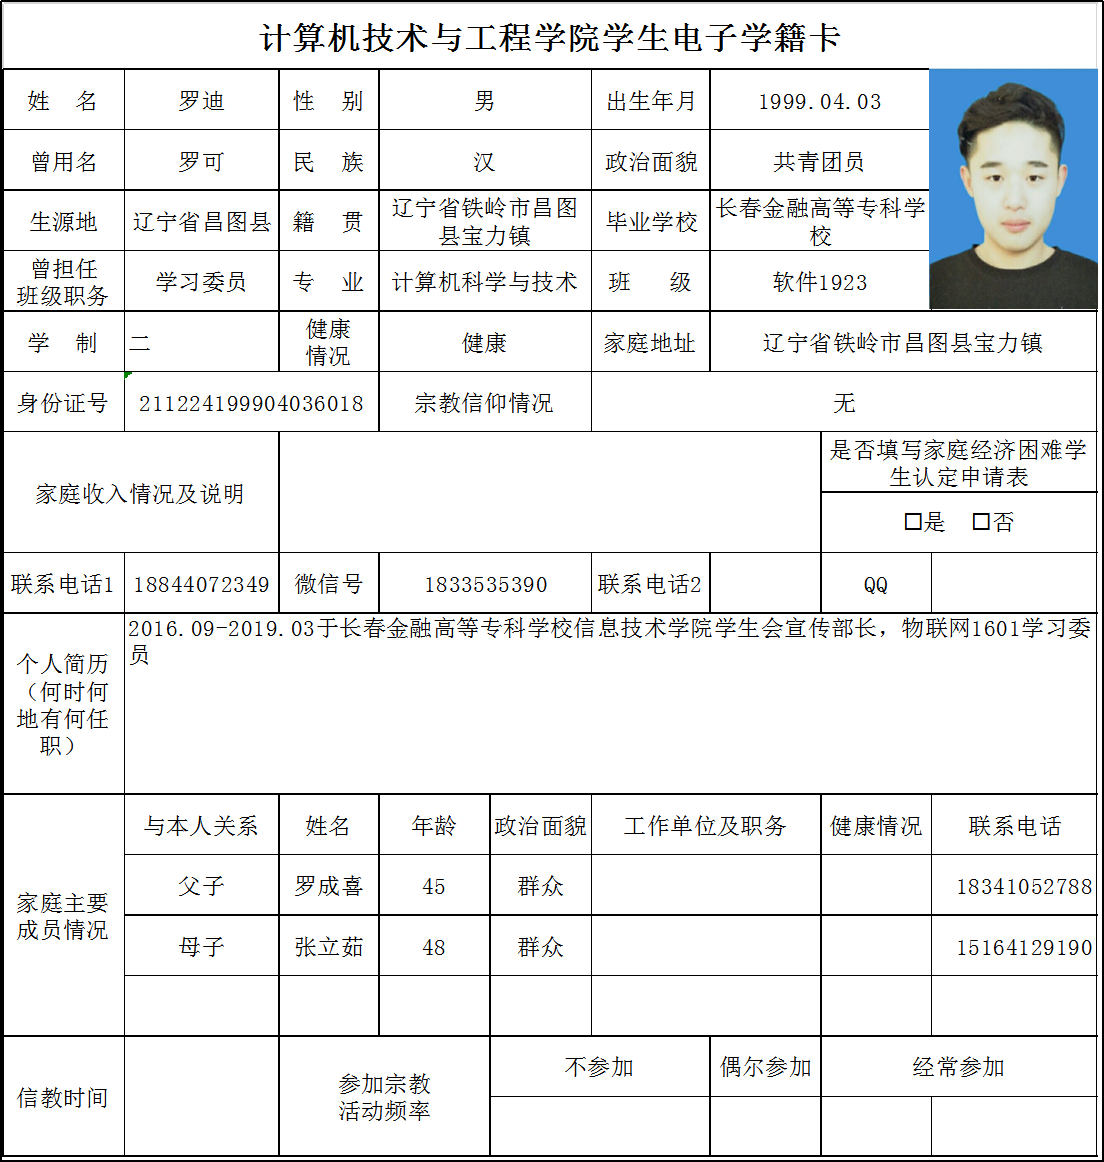 计算机技术与工程学院学生电子学籍卡
姓 名 罗迪 性 别 男 出生年月 1999.04.03
曾用名 罗可 民 族 汉 政治面貌 共青团员
生源地 辽宁省昌图县 籍 贯 辽宁省铁岭市昌图
县宝力镇 毕业学校 长春金融高等专科学
校
曾担任
班级职务 学习委员 专 业 计算机科学与技术 班 级 软件1923
学 制 二 健康
情况 健康 家庭地址 辽宁省铁岭市昌图县宝力镇
身份证号 211224199904036018 宗教信仰情况 无
家庭收入情况及说明 是否填写家庭经济困难学
生认定申请表
□是 □否
联系电话1 18844072349 微信号 1833535390 联系电话2 QQ
个人简历
（何时何
地有何任
职）
2016.09-2019.03于长春金融高等专科学校信息技术学院学生会宣传部长，物联网1601学习委
员
家庭主要
成员情况
与本人关系 姓名 年龄 政治面貌 工作单位及职务 健康情况 联系电话
父子 罗成喜 45 群众 18341052788
母子 张立茹 48 群众 15164129190
信教时间 参加宗教
活动频率 不参加 偶尔参加 经常参加